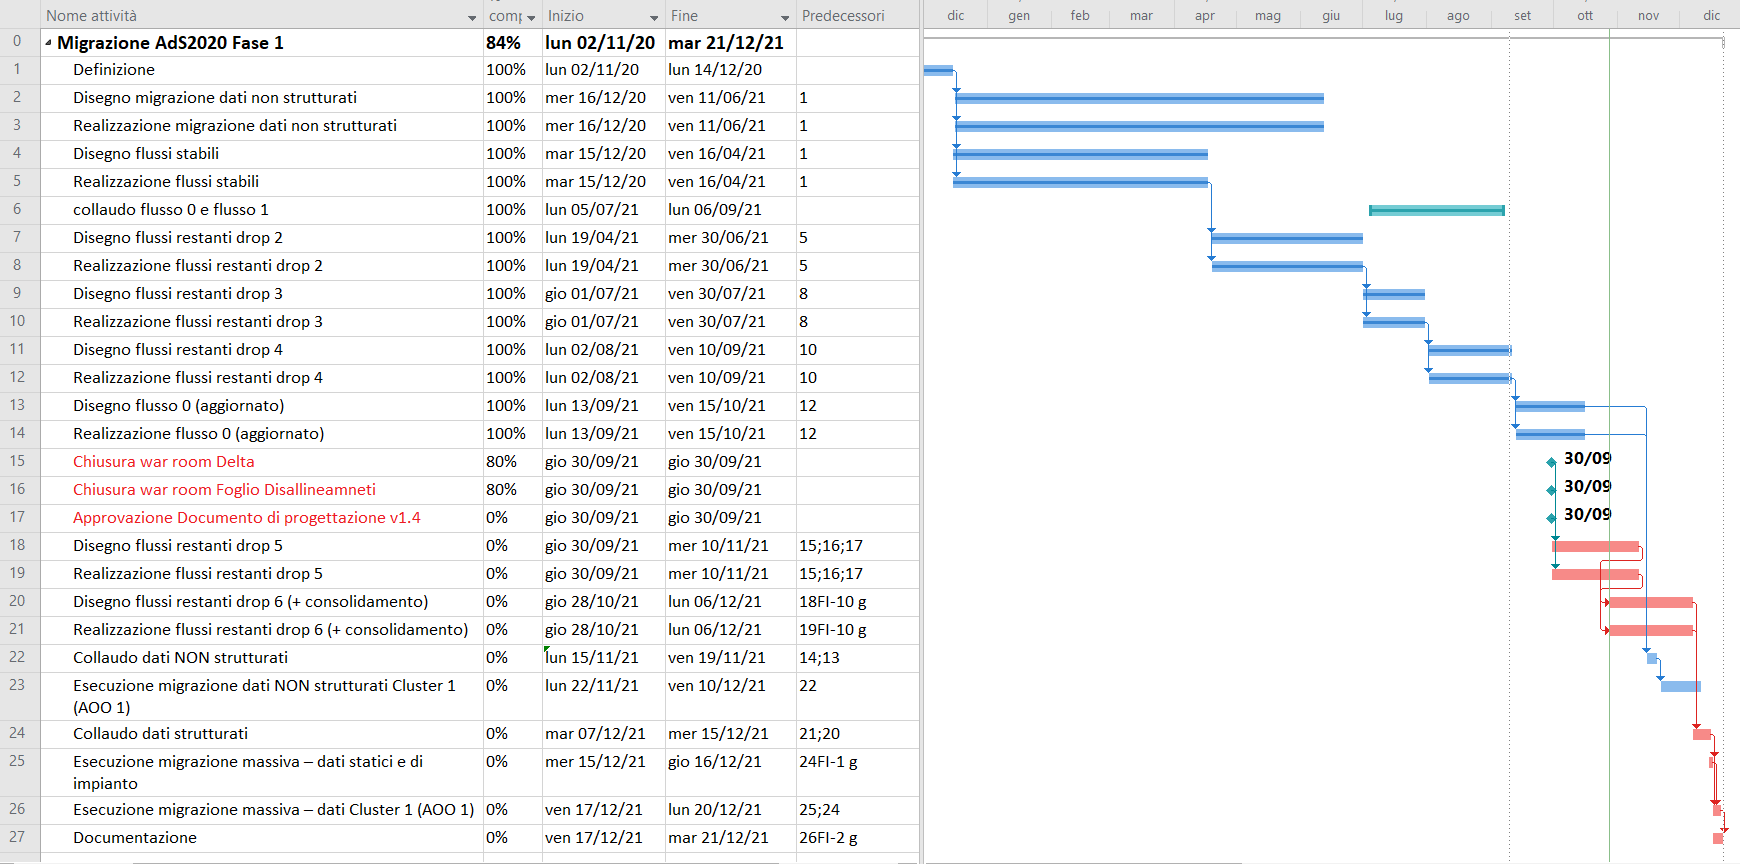 Nome attività comp Inizio Fine Predecessori dic gen feb mar apr mag giu lug ago set ott nov dic
0 Migrazione AdS2020 Fase 1 84% lun 02/11/20 mar 21/12/21
1 Definizione 100% lun 02/11/20 lun 14/12/20
2 Disegno migrazione dati non strutturati 100% mer 16/12/20 ven 11/06/21 1
3 Realizzazione migrazione dati non strutturati 100% mer 16/12/20 ven 11/06/21 1
4 Disegno flussi stabili 100% mar 15/12/20 ven 16/04/21 1
5 Realizzazione flussi stabili 100% mar 15/12/20 ven 16/04/21 1
6 collaudo flusso 0 e flusso 1 100% lun 05/07/21 lun 06/09/21
7 Disegno flussi restanti drop 2 100% lun 19/04/21 mer 30/06/21 5
8 Realizzazione flussi restanti drop 2 100% lun 19/04/21 mer 30/06/21 5
9 Disegno flussi restanti drop 3 100% gio 01/07/21 ven 30/07/21 8
10 Realizzazione flussi restanti drop 3 100% gio 01/07/21 ven 30/07/21 8
11 Disegno flussi restanti drop 4 100% lun 02/08/21 ven 10/09/21 10
12 Realizzazione flussi restanti drop 4 100% lun 02/08/21 ven 10/09/21 10
13 Disegno flusso 0 (aggiornato) 100% lun 13/09/21 ven 15/10/21 12
14 Realizzazione flusso 0 (aggiornato) 100% lun 13/09/21 ven 15/10/21 12
15 Chiusura war room Delta 80% gio 30/09/21 gio 30/09/21 30/09
16 Chiusura war room Foglio Disallineamneti 80% gio 30/09/21 gio 30/09/21 30/09
17 Approvazione Documento di progettazione v1.4 0% gio 30/09/21 gio 30/09/21 30/09
18 Disegno flussi restanti drop 5 0% gio 30/09/21 mer 10/11/21 15;16;17
19 Realizzazione flussi restanti drop 5 0% gio 30/09/21 mer 10/11/21 15;16;17
20 Disegno flussi restanti drop 6 (+ consolidamento) 0% gio 28/10/21 lun 06/12/21 18FI-10 g
21 Realizzazione flussi restanti drop 6 (+ consolidamento) 0% gio 28/10/21 lun 06/12/21 19FI-10 g
22 Collaudo dati NON strutturati 0% lun 15/11/21 ven 19/11/21 14;13
23 Esecuzione migrazione dati NON strutturati Cluster 1 0% lun 22/11/21 ven 10/12/21 22
(AOO 1)
24 Collaudo dati strutturati 0% mar 07/12/21 mer 15/12/21 21;20
25 Esecuzione migrazione massiva – dati statici e di 0% mer 15/12/21 gio 16/12/21 24FI-1 g
impianto
26 Esecuzione migrazione massiva – dati Cluster 1 (AOO 1) 0% ven 17/12/21 lun 20/12/21 25;24
27 Documentazione 0% ven 17/12/21 mar 21/12/21 26FI-2 g